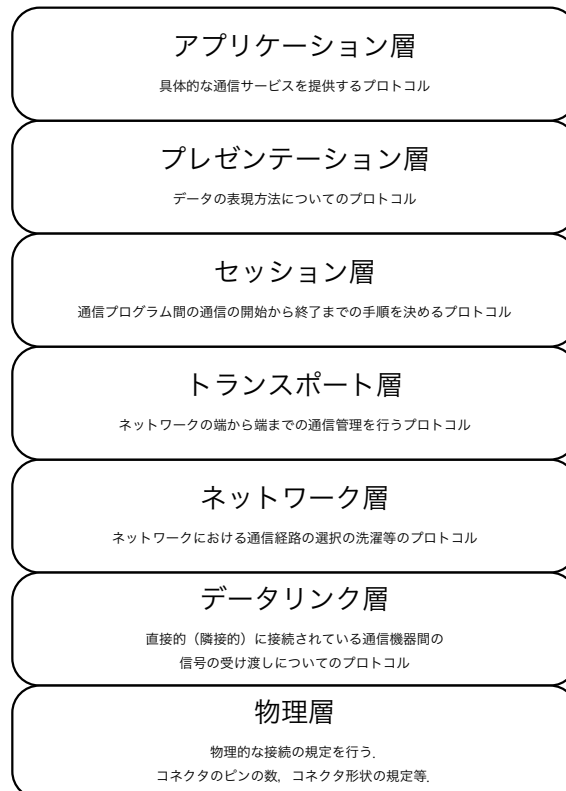 アプリケーション層
具体的な通信サービスを提供するプロトコル
プレゼンテーション層
データの表現方法についてのプロトコル
セッション層
通信プログラム間の通信の開始から終了までの手順を決めるプロトコル
トランスポート層
ネットワークの端から端までの通信管理を行うプロトコル
ネットワーク層
ネットワークにおける通信経路の選択の洗濯等のプロトコル
データリンク層
直接的（隣接的）に接続されている通信機器間の
信号の受け渡しについてのプロトコル
物理層
物理的な接続の規定を行う．
コネクタのピンの数，コネクタ形状の規定等．